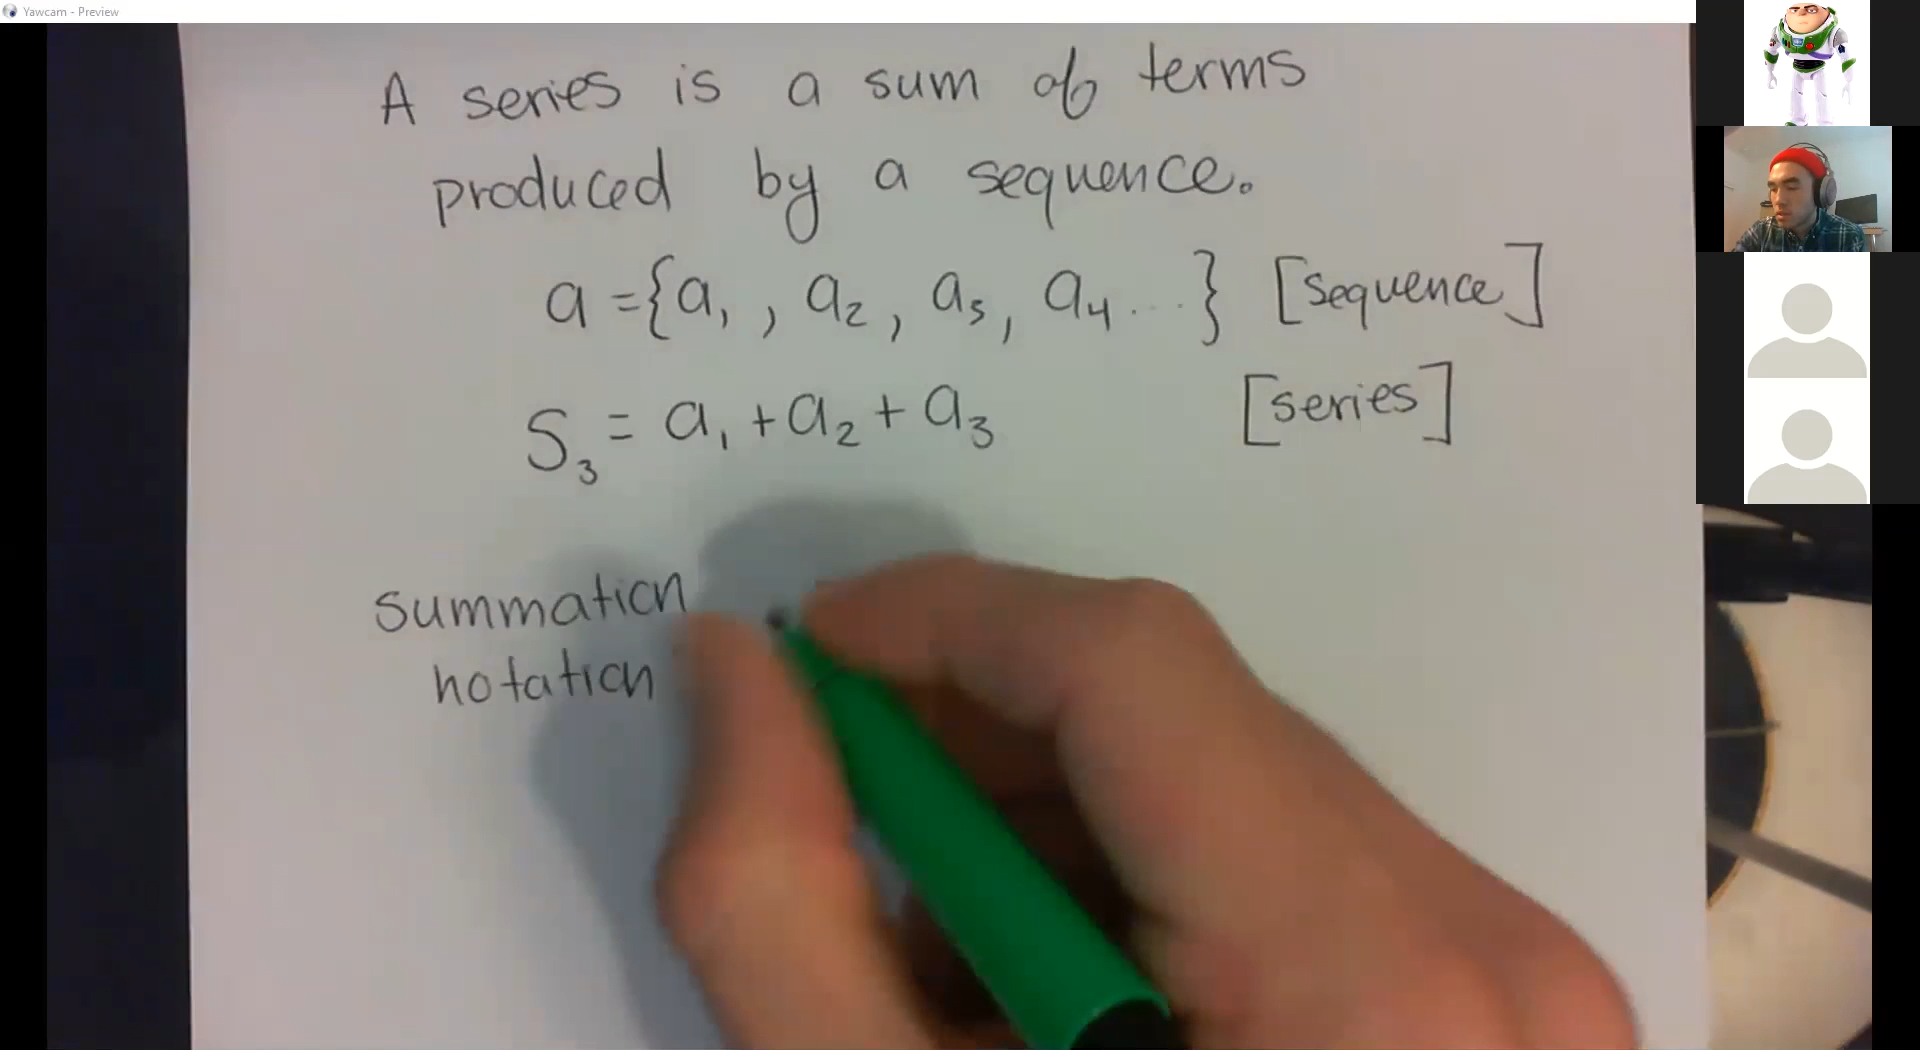 Yawcam - Preview
A series is a sum of terms
produced by a sequence.
a = {a₁, a₂, a₃, a₄ ... } [sequence]
S₃ = a₁ + a₂ + a₃ [series]
summation
notation